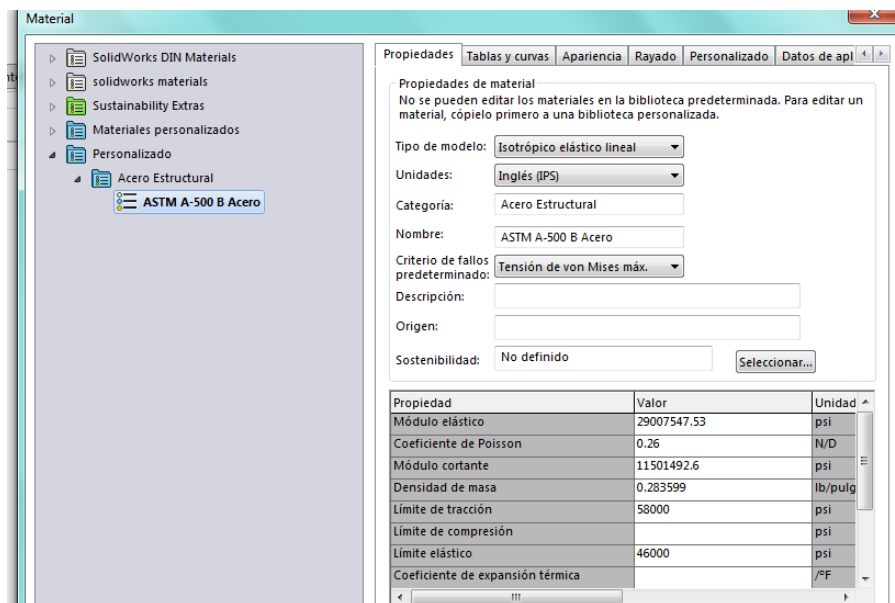 Material
SolidWorks DIN Materials
solidworks materials
Sustainability Extras
Materiales personalizados
Personalizado
Acero Estructural
ASTM A-500 B Acero
Propiedades Tablas y curvas Apariencia Rayado Personalizado Datos de apl
Propiedades de material
No se pueden editar los materiales en la biblioteca predeterminada. Para editar un
material, cópielo primero a una biblioteca personalizada.
Tipo de modelo: Isotrópico elástico lineal
Unidades: Inglés (IPS)
Categoría: Acero Estructural
Nombre: ASTM A-500 B Acero
Criterio de fallos
predeterminado: Tensión de von Mises máx.
Descripción:
Origen:
Sostenibilidad: No definido Seleccionar...
Propiedad Valor Unidad
Módulo elástico 29007547.53 psi
Coeficiente de Poisson 0.26 N/D
Módulo cortante 11501492.6 psi
Densidad de masa 0.283599 lb/pulg
Límite de tracción 58000 psi
Límite de compresión psi
Límite elástico 46000 psi
Coeficiente de expansión térmica /°F